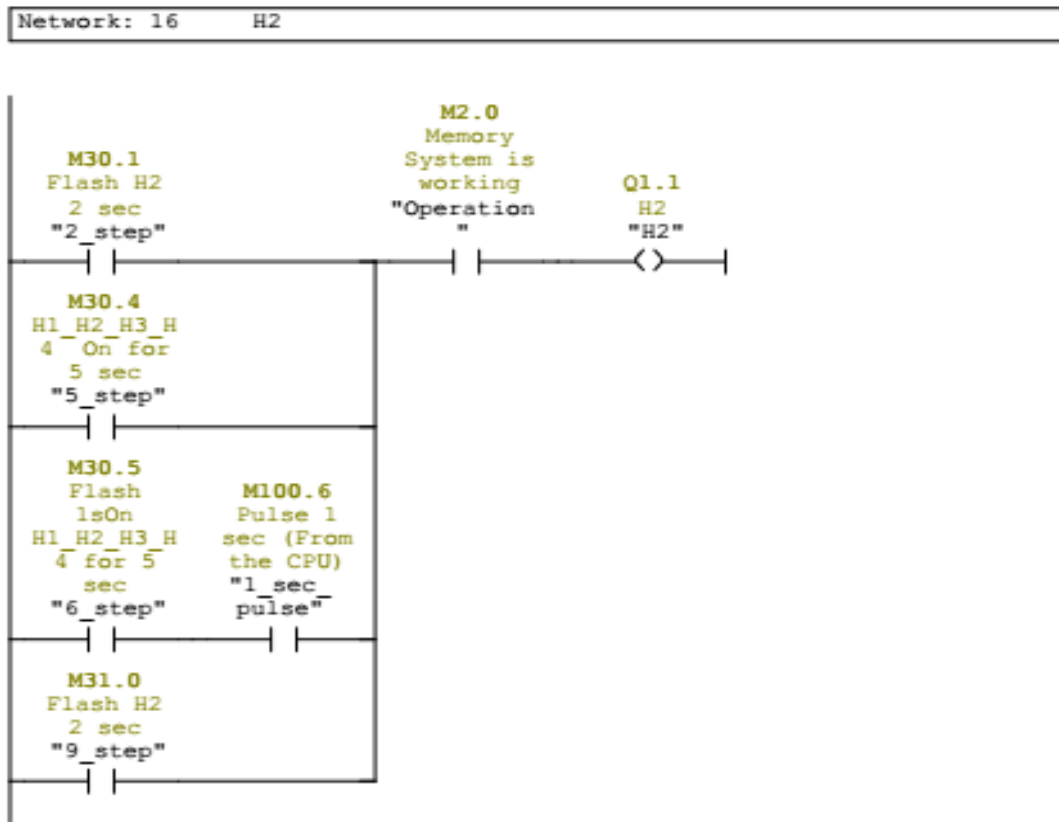 Network: 16 H2
M2.0
Memory
System is
working
"Operation
"
M30.1
Flash H2
2 sec
"2_step"
Q1.1
H2
"H2"
M30.4
H1_H2_H3_H
4 On for
5 sec
"5_step"
M30.5
Flash
1sOn
H1_H2_H3_H
4 for 5
sec
"6_step"
M100.6
Pulse 1
sec (From
the CPU)
"1_sec_
pulse"
M31.0
Flash H2
2 sec
"9_step"